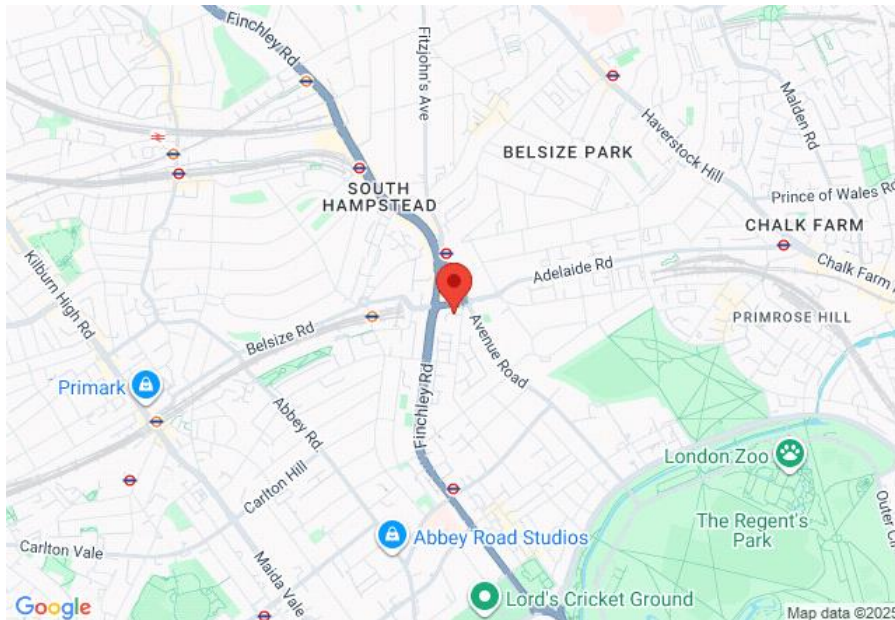 Finchley Rd
Fitzjohn's Ave
Malden Rd
Haverstock Hill
BELSIZE PARK
Prince of Wales Rd
SOUTH
HAMPSTEAD
CHALK FARM
Chalk Farm
Adelaide Rd
Kilburn High Rd
PRIMROSE HILL
Belsize Rd
Avenue Road
Primark
Finchley Rd
Abbey Rd.
London Zoo
Carlton Hill
The Regent's
Park
Outer
Abbey Road Studios
Carlton Vale
Maida Vale
Lord's Cricket Ground
Google
Map data ©2025